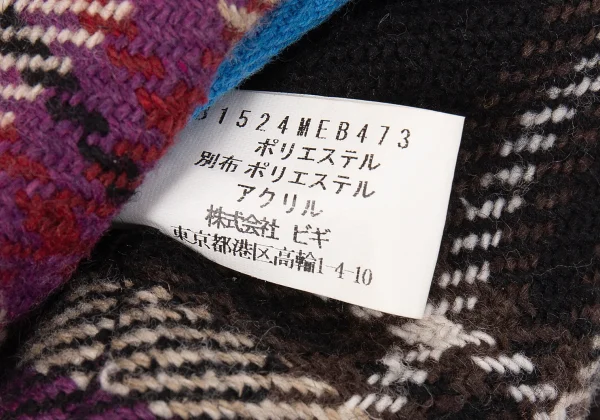 31524MEB473
ポリエステル
別布 ポリエステル
アクリル
株式会社 ビギ
東京都港区高輪1-4-10